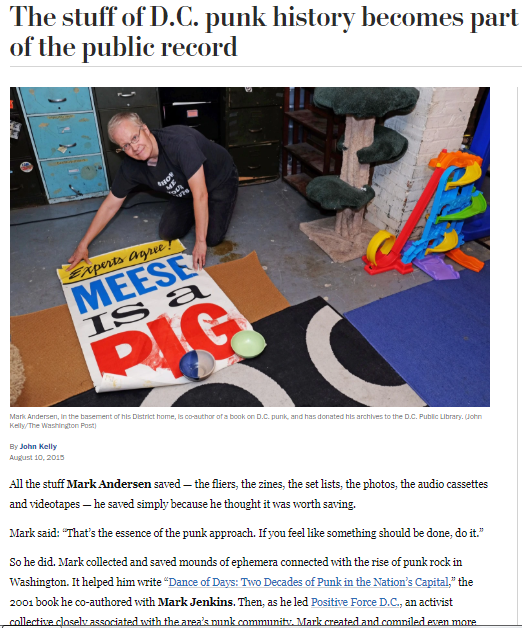 The stuff of D.C. punk history becomes part
of the public record
Experts agree!
MEESE
IS a
PIG
SHOW
ME
Mark Andersen, in the basement of his District home, is co-author of a book on D.C. punk, and has donated his archives to the D.C. Public Library. (John
Kelly/The Washington Post)
By John Kelly
August 10, 2015
All the stuff Mark Andersen saved — the fliers, the zines, the set lists, the photos, the audio cassettes
and videotapes — he saved simply because he thought it was worth saving.
Mark said: “That’s the essence of the punk approach. If you feel like something should be done, do it.”
So he did. Mark collected and saved mounds of ephemera connected with the rise of punk rock in
Washington. It helped him write “Dance of Days: Two Decades of Punk in the Nation’s Capital,” the
2001 book he co-authored with Mark Jenkins. Then, as he led Positive Force D.C., an activist
collective closely associated with the area’s punk community, Mark created and compiled even more